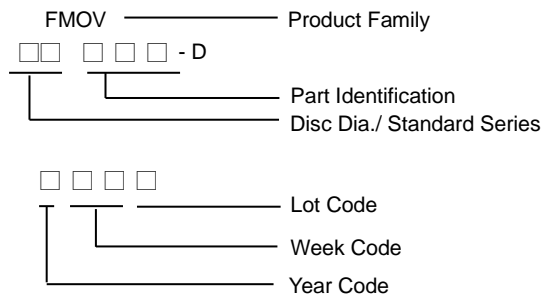 FMOV Product Family
□□ □□□-D
Part Identification
Disc Dia./ Standard Series
□□□□
Lot Code
Week Code
Year Code